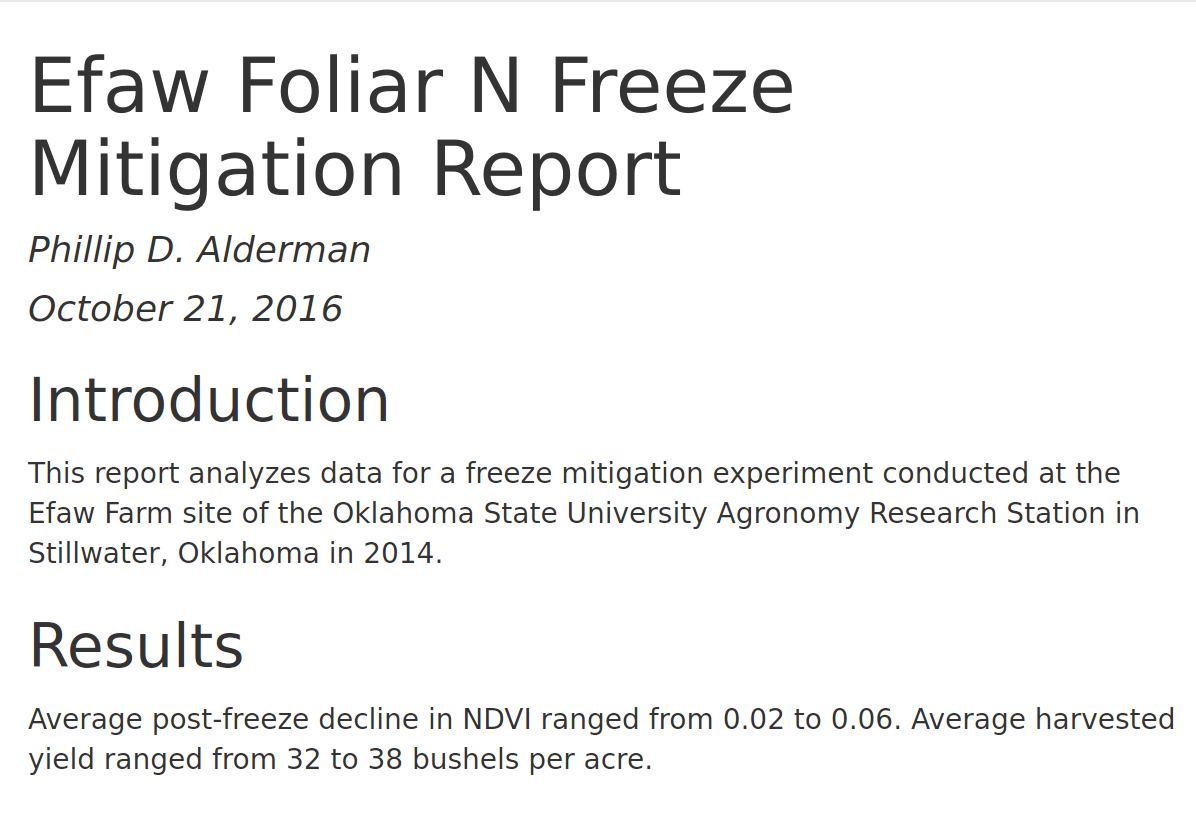 Efaw Foliar N Freeze
Mitigation Report
Phillip D. Alderman
October 21, 2016
Introduction
This report analyzes data for a freeze mitigation experiment conducted at the
Efaw Farm site of the Oklahoma State University Agronomy Research Station in
Stillwater, Oklahoma in 2014.
Results
Average post-freeze decline in NDVI ranged from 0.02 to 0.06. Average harvested
yield ranged from 32 to 38 bushels per acre.